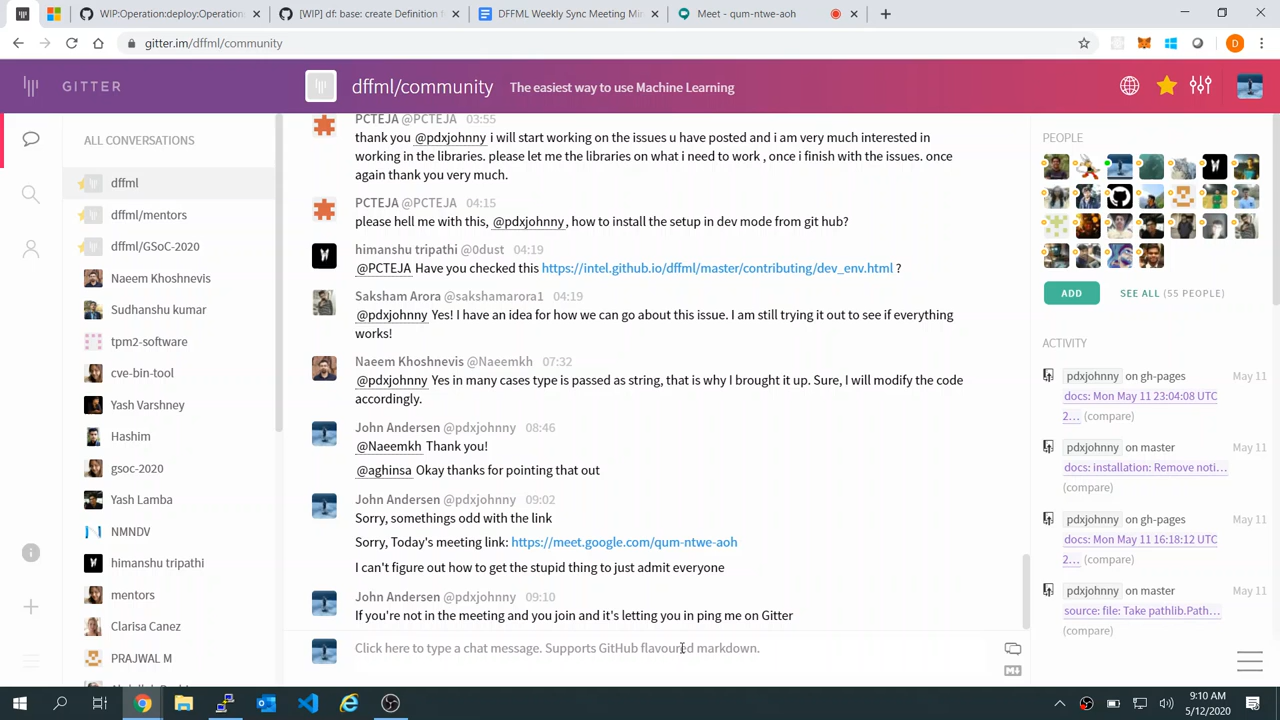 WIP:Operation:deploy:Operation:
[WIP] df: base: create Definition f
DFFML Weekly Sync Meeting Min
Meet - qum-ntwe-aoh
gitter.im/dffml/community
D
GITTER
dffml/community
The easiest way to use Machine Learning
ALL CONVERSATIONS
dffml
dffml/mentors
dffml/GSoC-2020
Naeem Khoshnevis
Sudhanshu kumar
tpm2-software
cve-bin-tool
Yash Varshney
Hashim
gsoc-2020
Yash Lamba
NMNDV
himanshu tripathi
mentors
Clarisa Canez
PRAJWAL M
PCTEJA @PCTEJA 03:55
thank you @pdxjohnny i will start working on the issues u have posted and i am very much interested in
working in the libraries. please let me the libraries on what i need to work , once i finish with the issues. once
again thank you very much.
PCTEJA @PCTEJA 04:15
please hell me with this, @pdxjohnny, how to install the setup in dev mode from git hub?
himanshu tripathi @0dust 04:19
@PCTEJA Have you checked this https://intel.github.io/dffml/master/contributing/dev_env.html ?
Saksham Arora @sakshamarora1 04:19
@pdxjohnny Yes! I have an idea for how we can go about this issue. I am still trying it out to see if everything
works!
Naeem Khoshnevis @Naeemkh 07:32
@pdxjohnny Yes in many cases type is passed as string, that is why I brought it up. Sure, I will modify the code
accordingly.
John Andersen @pdxjohnny 08:46
@Naeemkh Thank you!
@aghinsa Okay thanks for pointing that out
John Andersen @pdxjohnny 09:02
Sorry, somethings odd with the link
Sorry, Today's meeting link: https://meet.google.com/qum-ntwe-aoh
I can't figure out how to get the stupid thing to just admit everyone
John Andersen @pdxjohnny 09:10
If you're not in the meeting and you join and it's letting you in ping me on Gitter
Click here to type a chat message. Supports GitHub flavoured markdown.
PEOPLE
ADD
SEE ALL (55 PEOPLE)
ACTIVITY
pdxjohnny on gh-pages May 11
docs: Mon May 11 23:04:08 UTC
2… (compare)
pdxjohnny on master May 11
docs: installation: Remove noti…
(compare)
pdxjohnny on gh-pages May 11
docs: Mon May 11 16:18:12 UTC
2… (compare)
pdxjohnny on master May 11
source: file: Take pathlib.Path…
(compare)
9:10 AM
5/12/2020